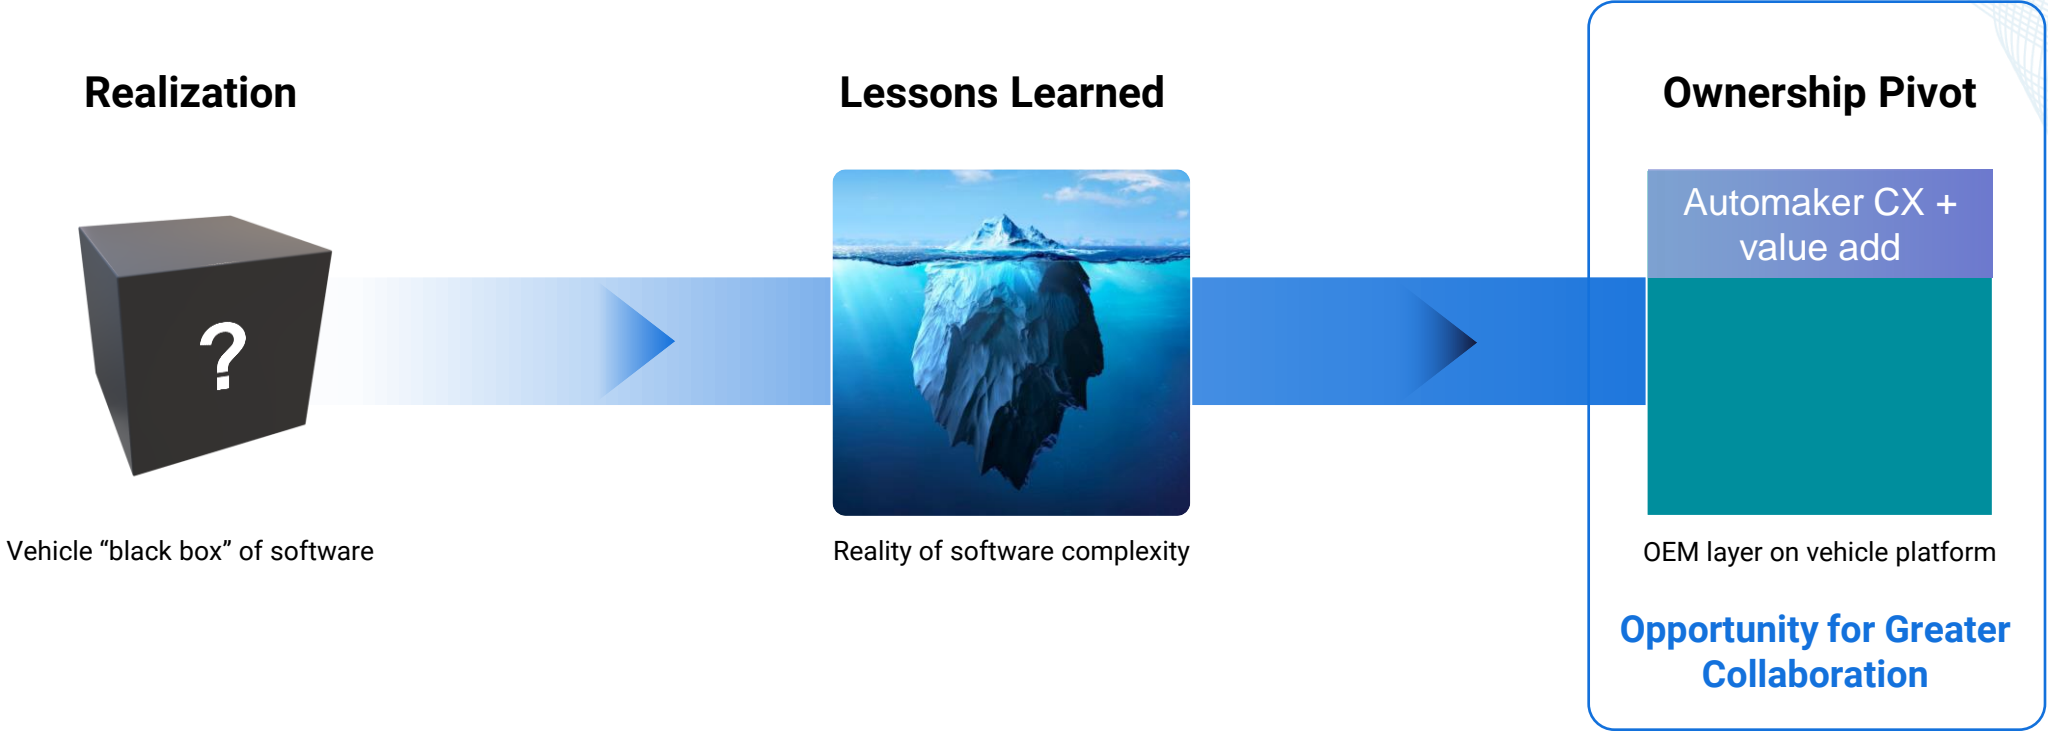 Realization
Lessons Learned
Ownership Pivot
?
Automaker CX +
value add
Vehicle “black box” of software
Reality of software complexity
OEM layer on vehicle platform
Opportunity for Greater
Collaboration